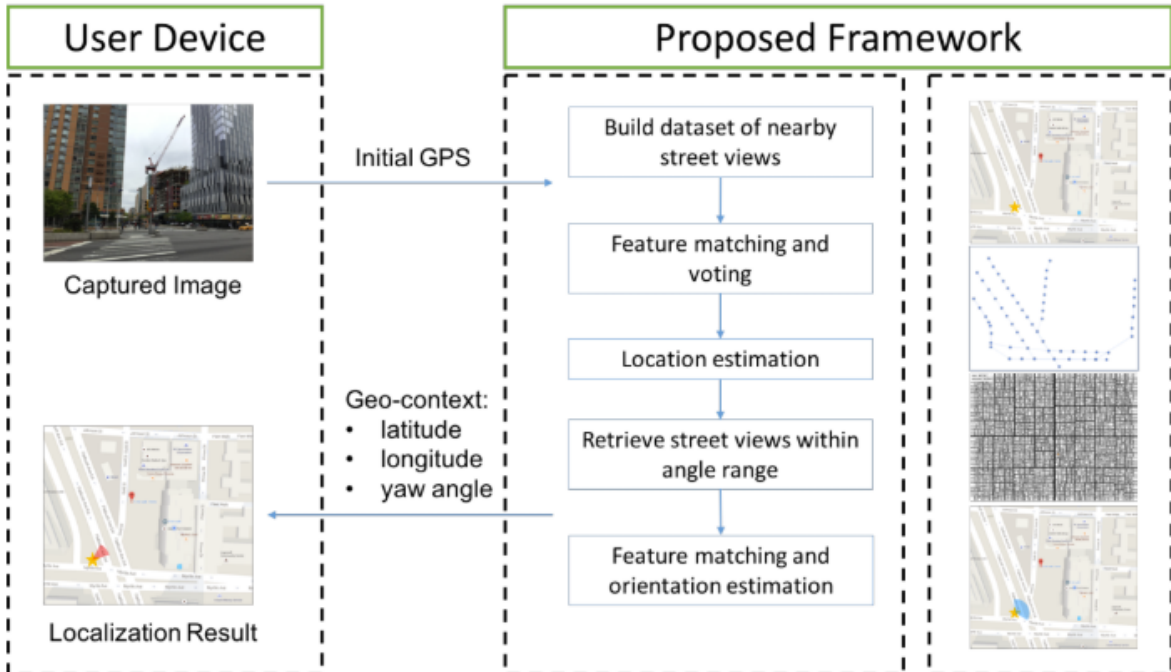 User Device
Proposed Framework
Captured Image
Initial GPS
Build dataset of nearby
street views
Feature matching and
voting
Location estimation
Geo-context:
• latitude
• longitude
• yaw angle
Retrieve street views within
angle range
Feature matching and
orientation estimation
Localization Result